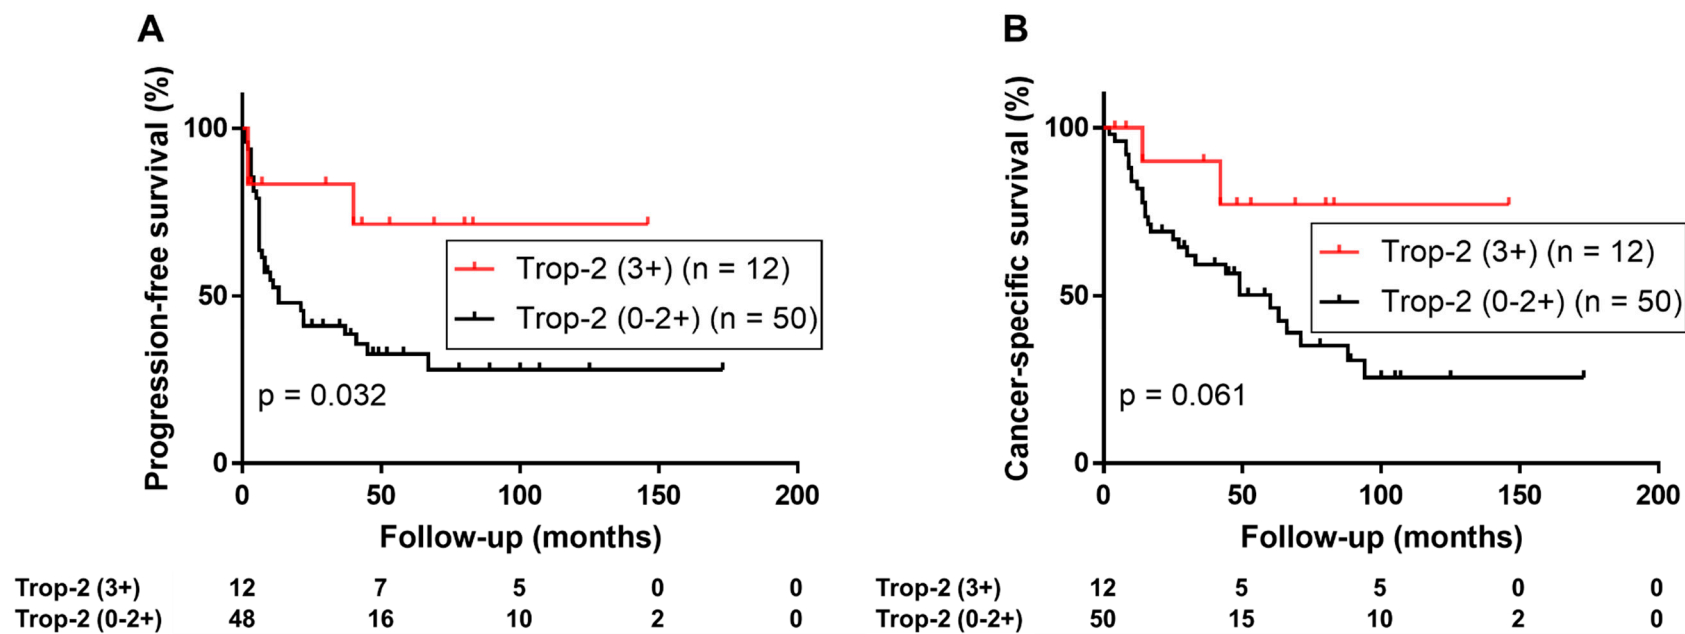 A
Progression-free survival (%)
100
50
0
0 50 100 150 200
Follow-up (months)
Trop-2 (3+) (n = 12)
Trop-2 (0-2+) (n = 50)
p = 0.032
Trop-2 (3+) 12 7 5 0 0
Trop-2 (0-2+) 48 16 10 2 0
B
Cancer-specific survival (%)
100
50
0
0 50 100 150 200
Follow-up (months)
Trop-2 (3+) (n = 12)
Trop-2 (0-2+) (n = 50)
p = 0.061
Trop-2 (3+) 12 5 5 0 0
Trop-2 (0-2+) 50 15 10 2 0